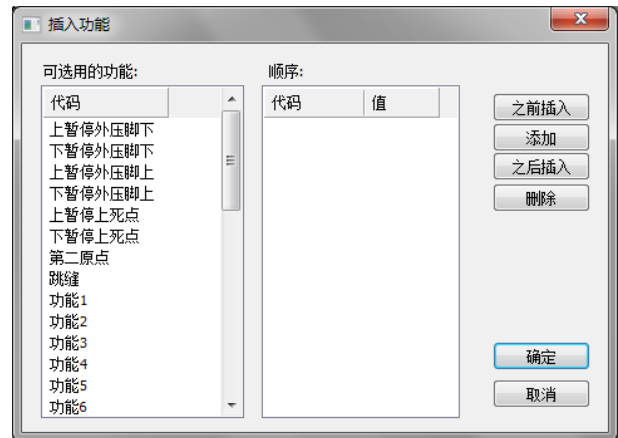 插入功能
可选用的功能:
顺序:
代码
代码 值
上暂停外压脚下
下暂停外压脚下
上暂停外压脚上
下暂停外压脚上
上暂停上死点
下暂停上死点
第二原点
跳缝
功能1
功能2
功能3
功能4
功能5
功能6
之前插入
添加
之后插入
删除
确定
取消